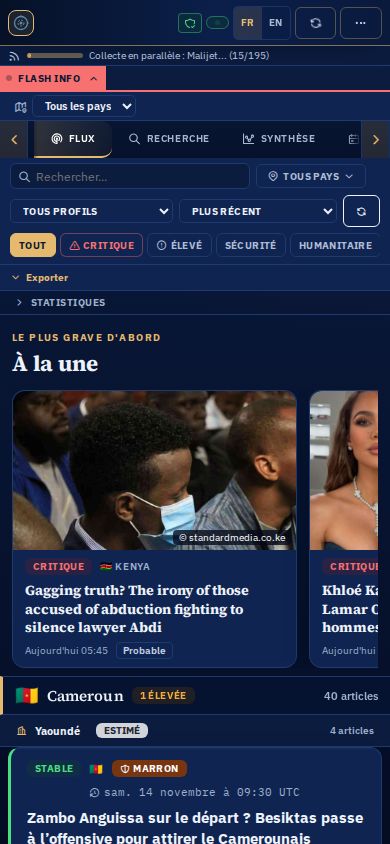 FR EN
Collecte en parallèle : Malijet... (15/195)
FLASH INFO
Tous les pays
FLUX RECHERCHE SYNTHÈSE
Rechercher... TOUS PAYS
TOUS PROFILS PLUS RÉCENT
TOUT CRITIQUE ÉLEVÉ SÉCURITÉ HUMANITAIRE
Exporter
STATISTIQUES
LE PLUS GRAVE D'ABORD
À la une
© standardmedia.co.ke
CRITIQUE KENYA
Gagging truth? The irony of those
accused of abduction fighting to
silence lawyer Abdi
Aujourd'hui 05:45 Probable
CRITIQUE
Khloé Ka
Lamar O
hommes
Aujourd'hui
Cameroun 1 ÉLEVÉE 40 articles
Yaoundé ESTIMÉ 4 articles
STABLE MARRON
sam. 14 novembre à 09:30 UTC
Zambo Anguissa sur le départ ? Besiktas passe
à l'offensive pour attirer le Camerounais